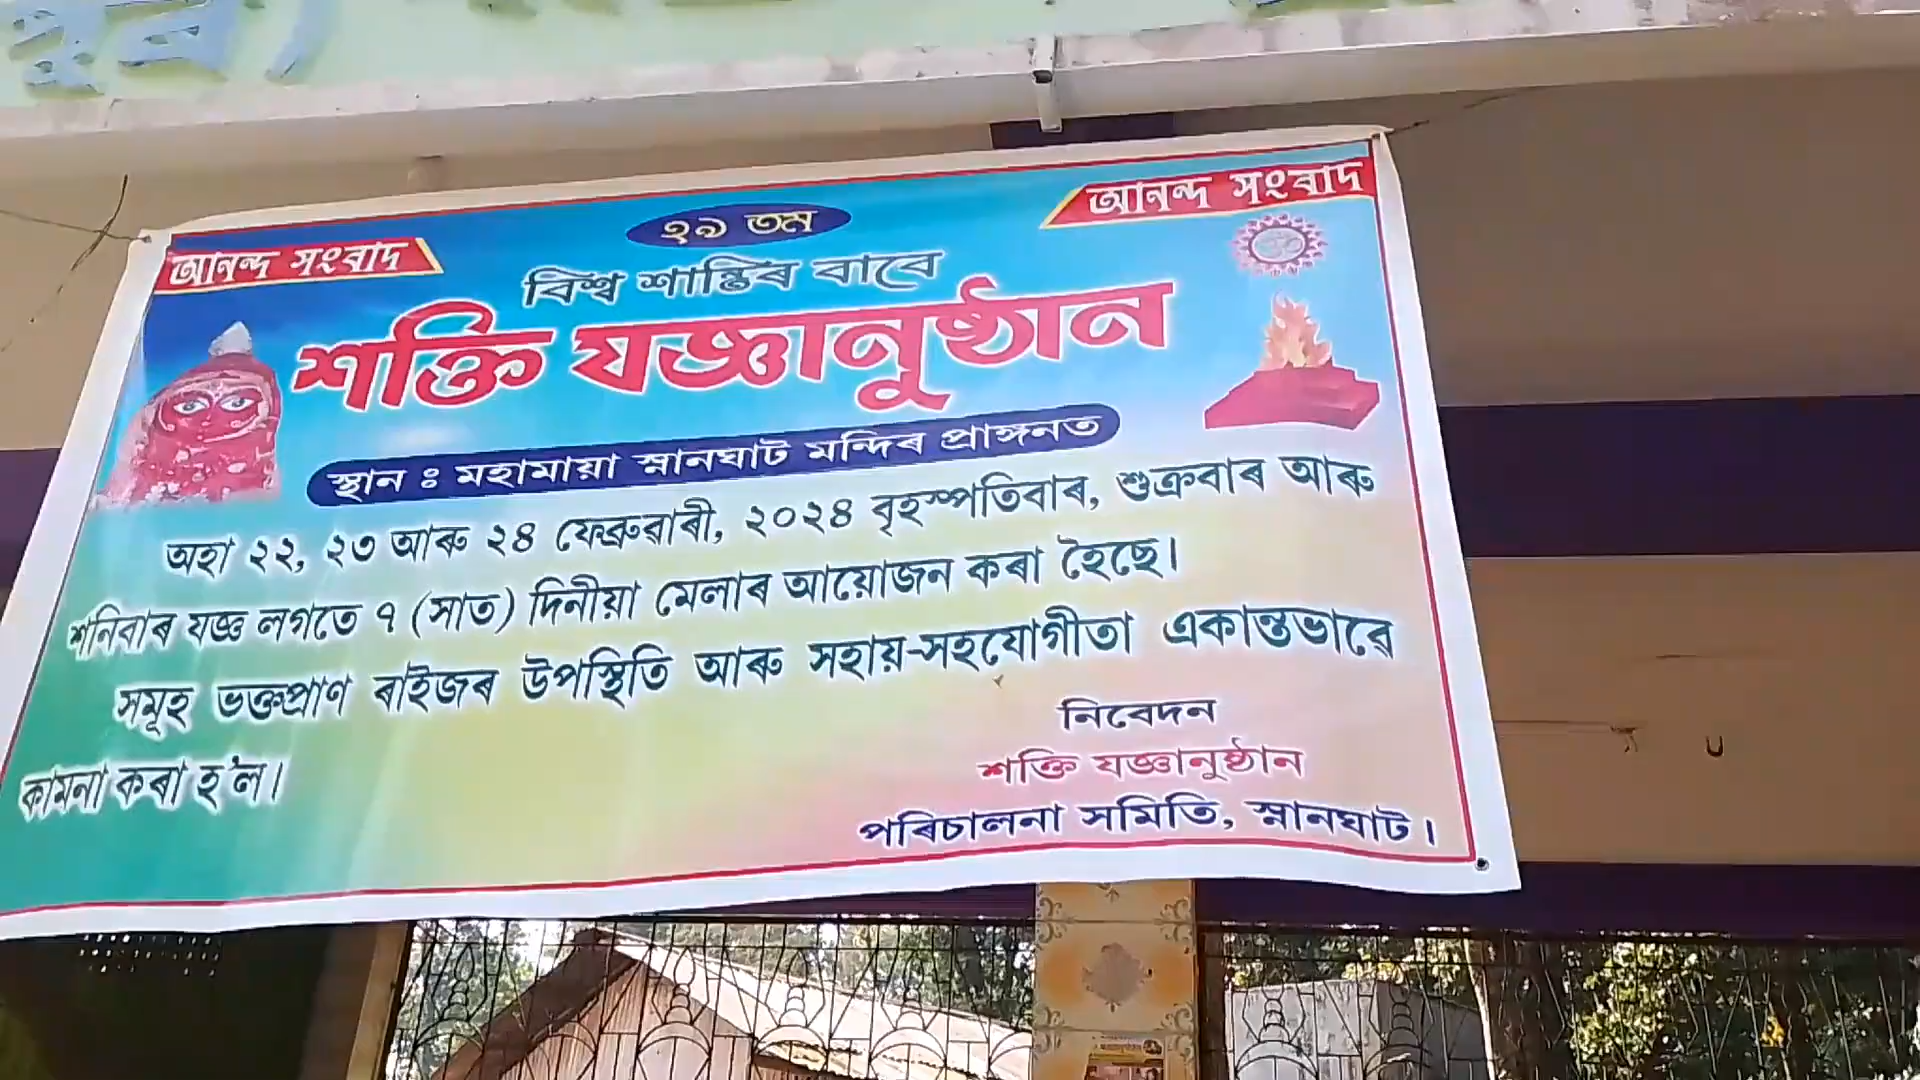 আনন্দ সংবাদ
আনন্দ সংবাদ
২৯ তম
বিশ্ব শান্তিৰ বাবে
শক্তি যজ্ঞানুষ্ঠান
স্থান ঃ মহামায়া স্নানঘাট মন্দিৰ প্ৰাঙ্গনত
অহা ২২, ২৩ আৰু ২৪ ফেব্ৰুৱাৰী, ২০২৪ বৃহস্পতিবাৰ, শুক্ৰবাৰ আৰু
শনিবাৰ যজ্ঞ লগতে ৭ (সাত) দিনীয়া মেলাৰ আয়োজন কৰা হৈছে।
সমূহ ভক্তপ্ৰাণ ৰাইজৰ উপস্থিতি আৰু সহায়-সহযোগীতা একান্তভাৱে
কামনা কৰা হ'ল।
নিবেদন
শক্তি যজ্ঞানুষ্ঠান
পৰিচালনা সমিতি, স্নানঘাট।